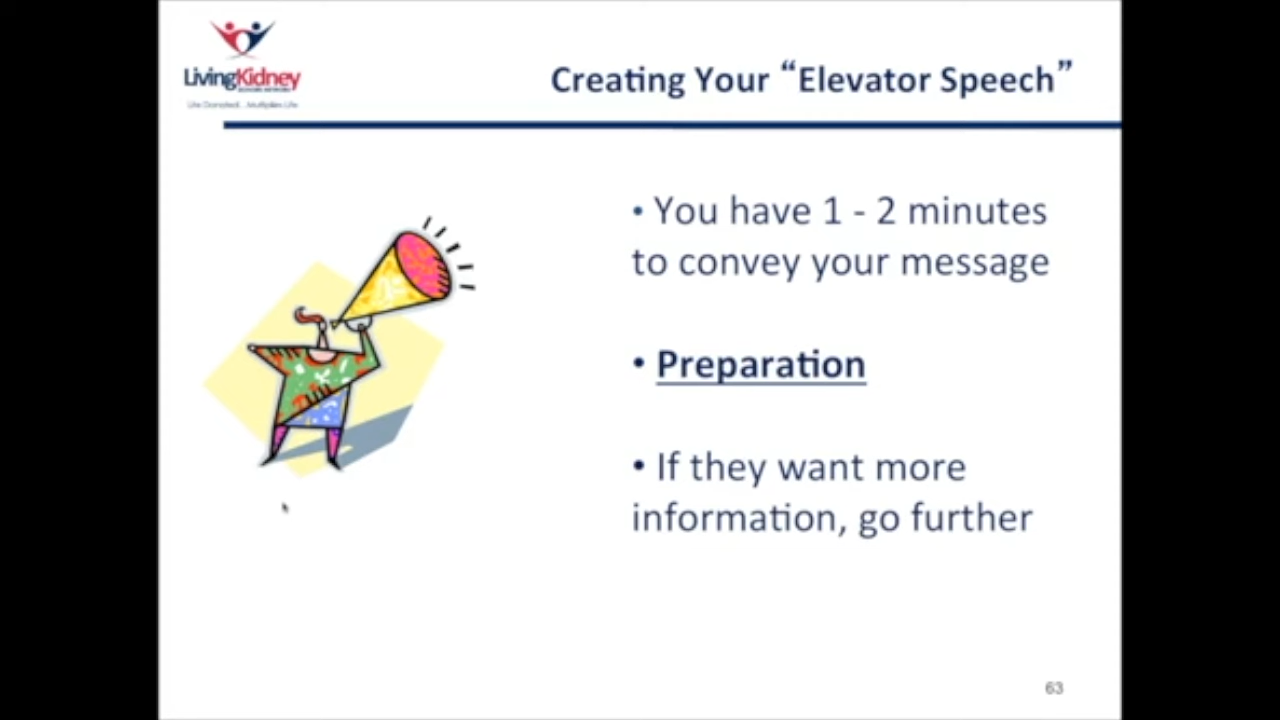 LivingKidney
Creating Your “Elevator Speech”
• You have 1 - 2 minutes
to convey your message
• Preparation
• If they want more
information, go further
63